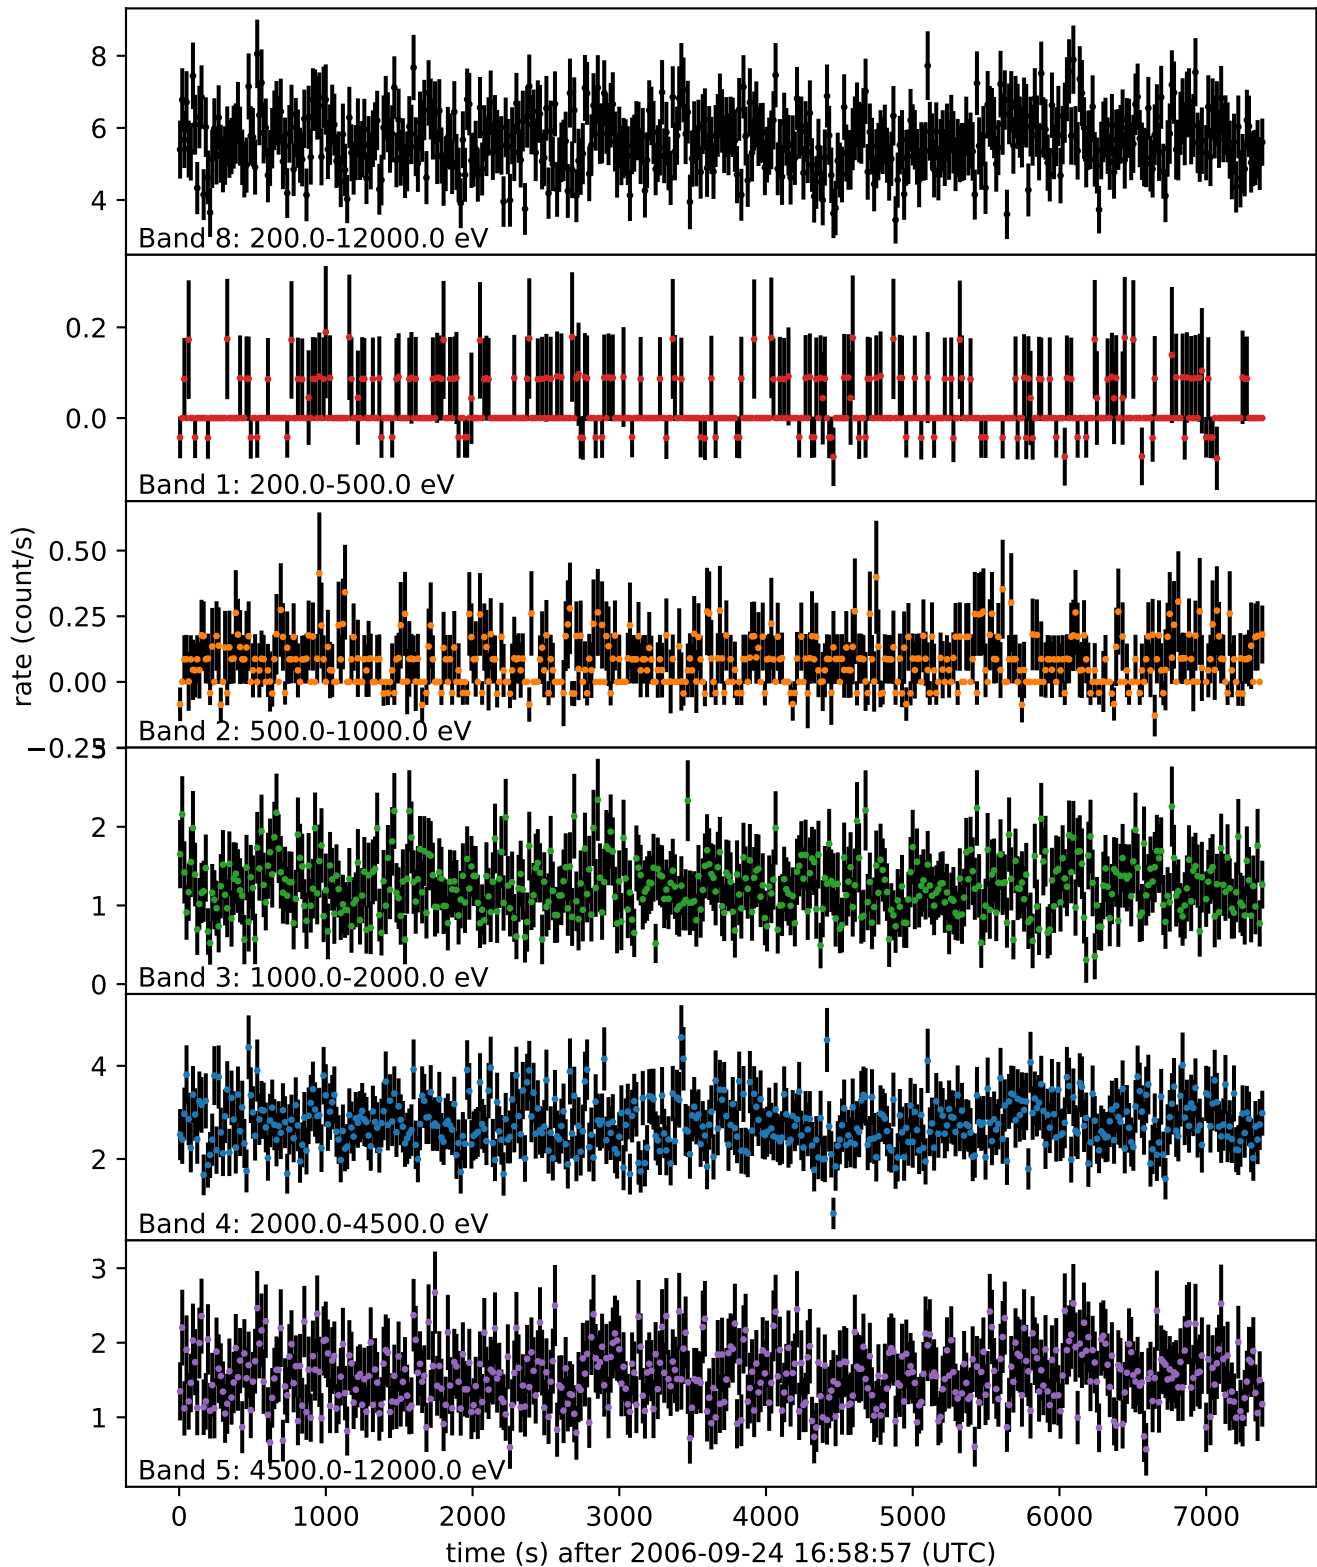 8
6
4
Band 8: 200.0-12000.0 eV
0.2
0.0
Band 1: 200.0-500.0 eV
rate (count/s)
0.50
0.25
0.00
−0.25
Band 2: 500.0-1000.0 eV
3
2
1
0
Band 3: 1000.0-2000.0 eV
4
2
Band 4: 2000.0-4500.0 eV
3
2
1
Band 5: 4500.0-12000.0 eV
0 1000 2000 3000 4000 5000 6000 7000
time (s) after 2006-09-24 16:58:57 (UTC)